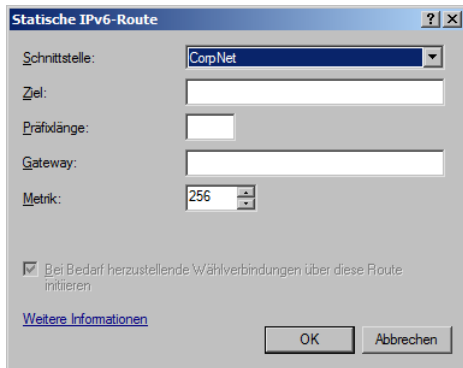 Statische IPv6-Route
Schnittstelle:
CorpNet
Ziel:
Präfixlänge:
Gateway:
Metrik:
256
Bei Bedarf herzustellende Wählverbindungen über diese Route
initiieren
Weitere Informationen
OK
Abbrechen